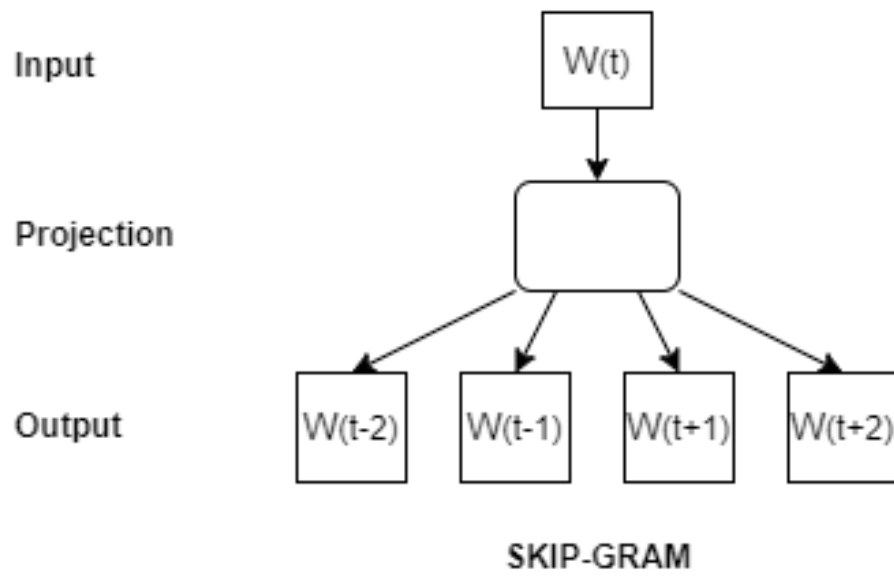 Input
W(t)
Projection
Output
W(t-2)
W(t-1)
W(t+1)
W(t+2)
SKIP-GRAM